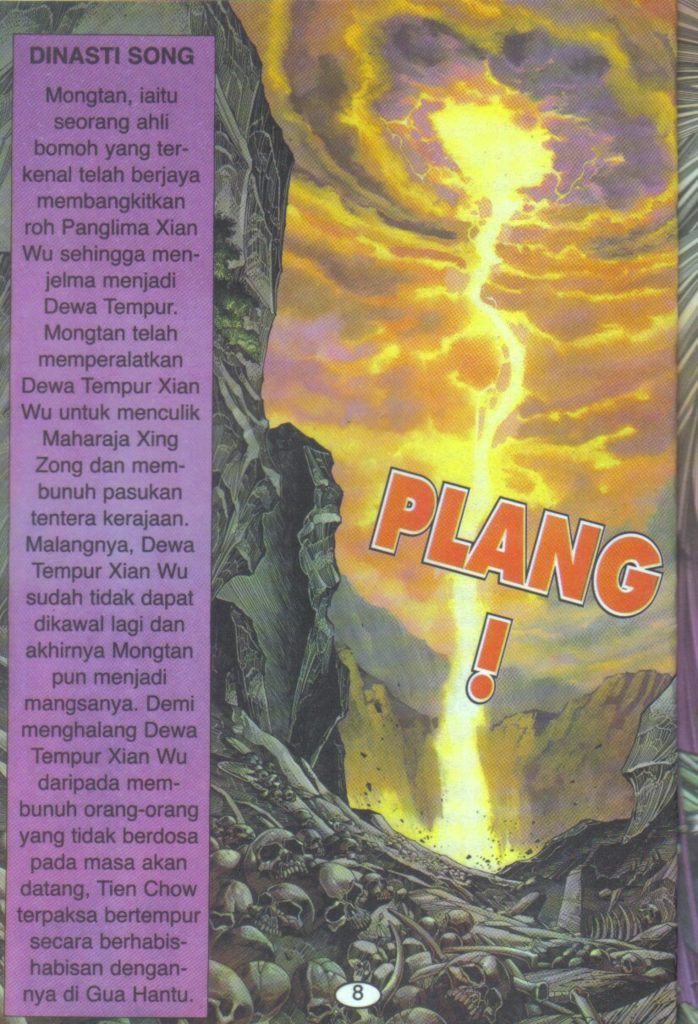 DINASTI SONG
Mongtan, iaitu
seorang ahli
bomoh yang ter-
kenal telah berjaya
membangkitkan
roh Panglima Xian
Wu sehingga men-
jelma menjadi
Dewa Tempur.
Mongtan telah
memperalatkan
Dewa Tempur Xian
Wu untuk menculik
Maharaja Xing
Zong dan mem-
bunuh pasukan
tentera kerajaan.
Malangnya, Dewa
Tempur Xian Wu
sudah tidak dapat
dikawal lagi dan
akhirnya Mongtan
pun menjadi
mangsanya. Demi
menghalang Dewa
Tempur Xian Wu
daripada mem-
bunuh orang-orang
yang tidak berdosa
pada masa akan
datang, Tien Chow
terpaksa bertempur
secara berhabis-
habisan dengan-
nya di Gua Hantu.
PLANG
!
8